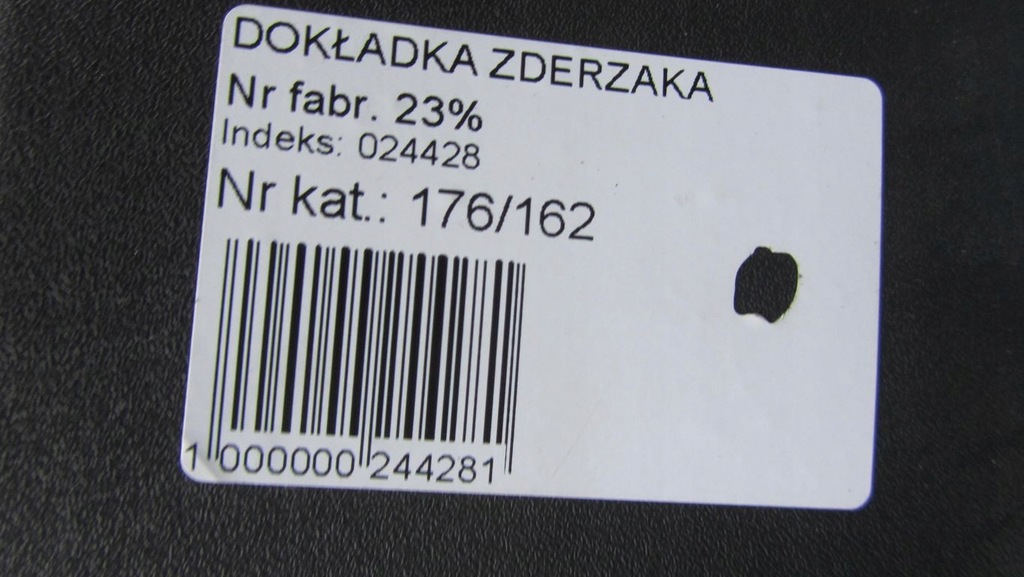 DOKŁADKA ZDERZAKA
Nr fabr. 23%
Indeks: 024428
Nr kat.: 176/162
1 000000 244281